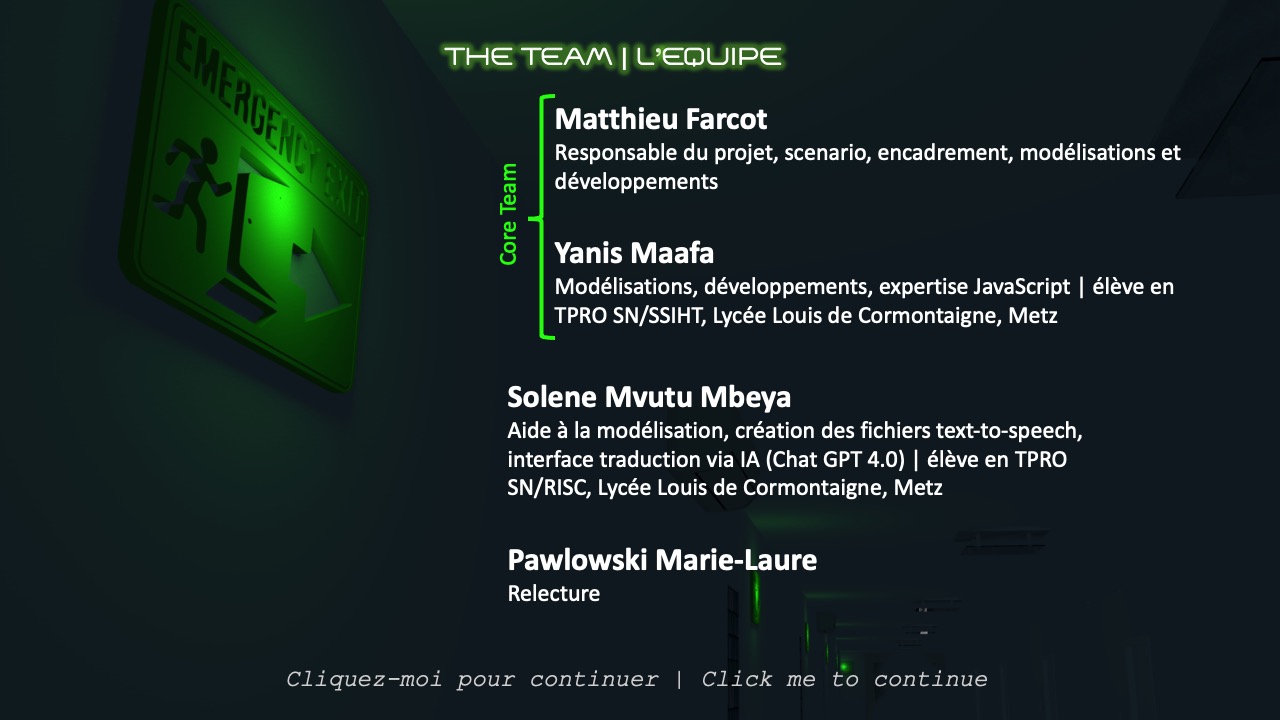 EMERGENCY EXIT
THE TEAM | L'EQUIPE
Core Team
Matthieu Farcot
Responsable du projet, scenario, encadrement, modélisations et
développements
Yanis Maafa
Modélisations, développements, expertise JavaScript | élève en
TPRO SN/SSIHT, Lycée Louis de Cormontaigne, Metz
Solene Mvutu Mbeya
Aide à la modélisation, création des fichiers text-to-speech,
interface traduction via IA (Chat GPT 4.0) | élève en TPRO
SN/RISC, Lycée Louis de Cormontaigne, Metz
Pawlowski Marie-Laure
Relecture
Cliquez-moi pour continuer | Click me to continue